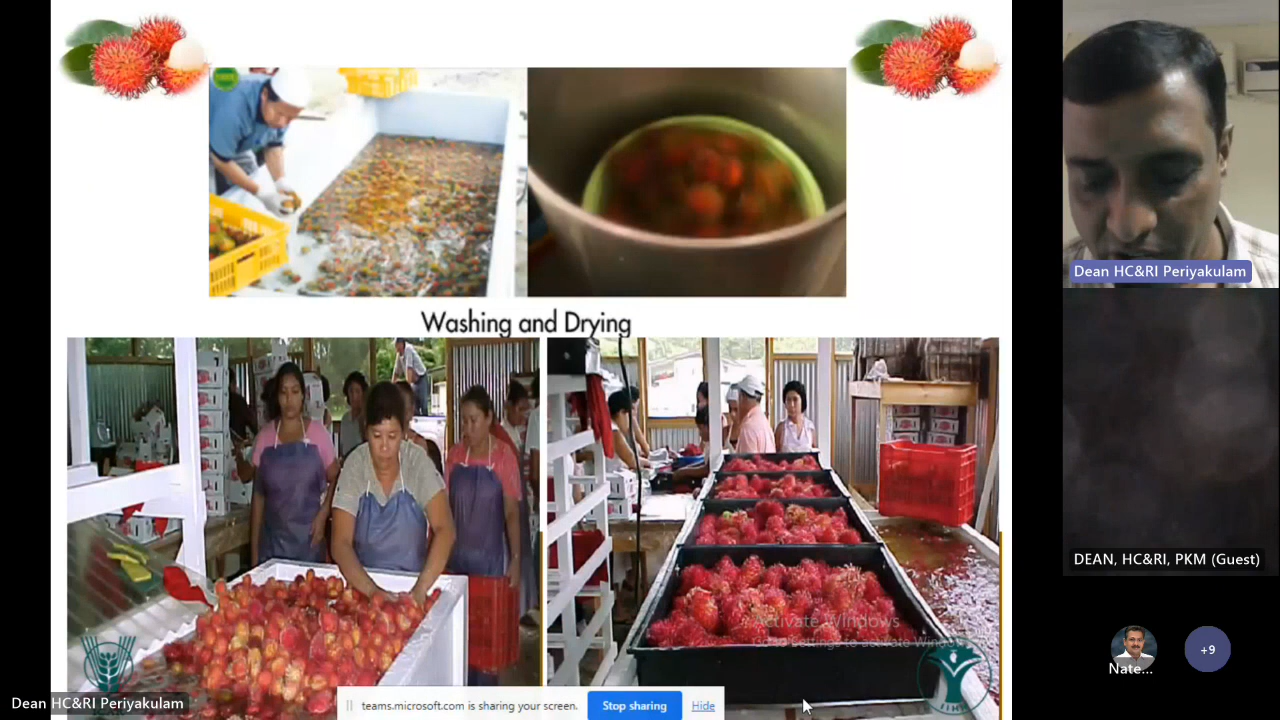 Washing and Drying
Activate Windows
Dean HC&RI Periyakulam
DEAN, HC&RI, PKM (Guest)
Nate...
+9
Dean HC&RI Periyakulam
teams.microsoft.com is sharing your screen.
Stop sharing
Hide